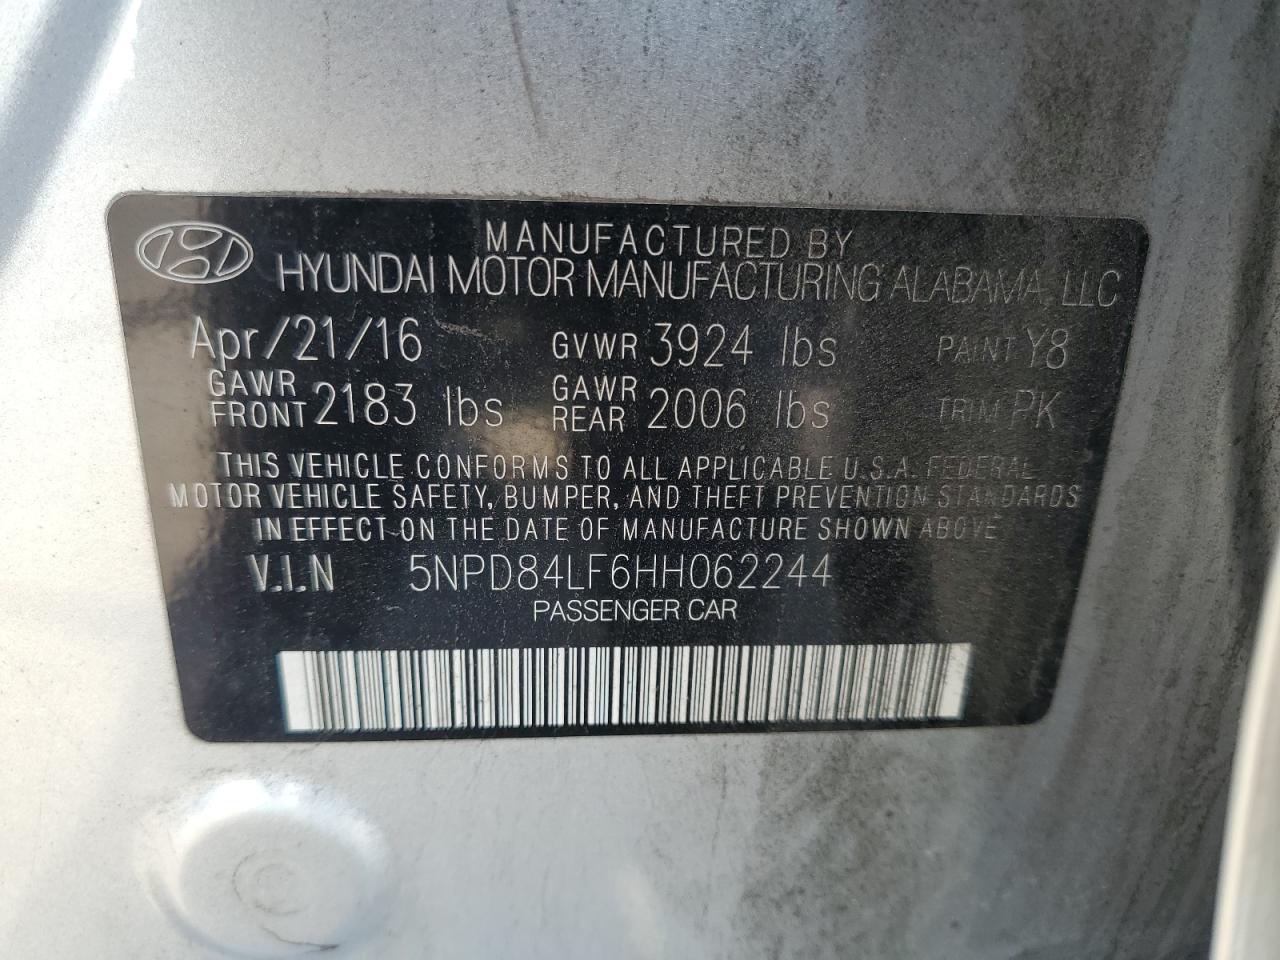 MANUFACTURED BY
HYUNDAI MOTOR MANUFACTURING ALABAMA, LLC
Apr/21/16 GVWR 3924 lbs PAINT Y8
GAWR FRONT 2183 lbs GAWR REAR 2006 lbs TRIM PK
THIS VEHICLE CONFORMS TO ALL APPLICABLE U.S.A. FEDERAL
MOTOR VEHICLE SAFETY, BUMPER, AND THEFT PREVENTION STANDARDS
IN EFFECT ON THE DATE OF MANUFACTURE SHOWN ABOVE
V.I.N 5NPD84LF6HH062244
PASSENGER CAR